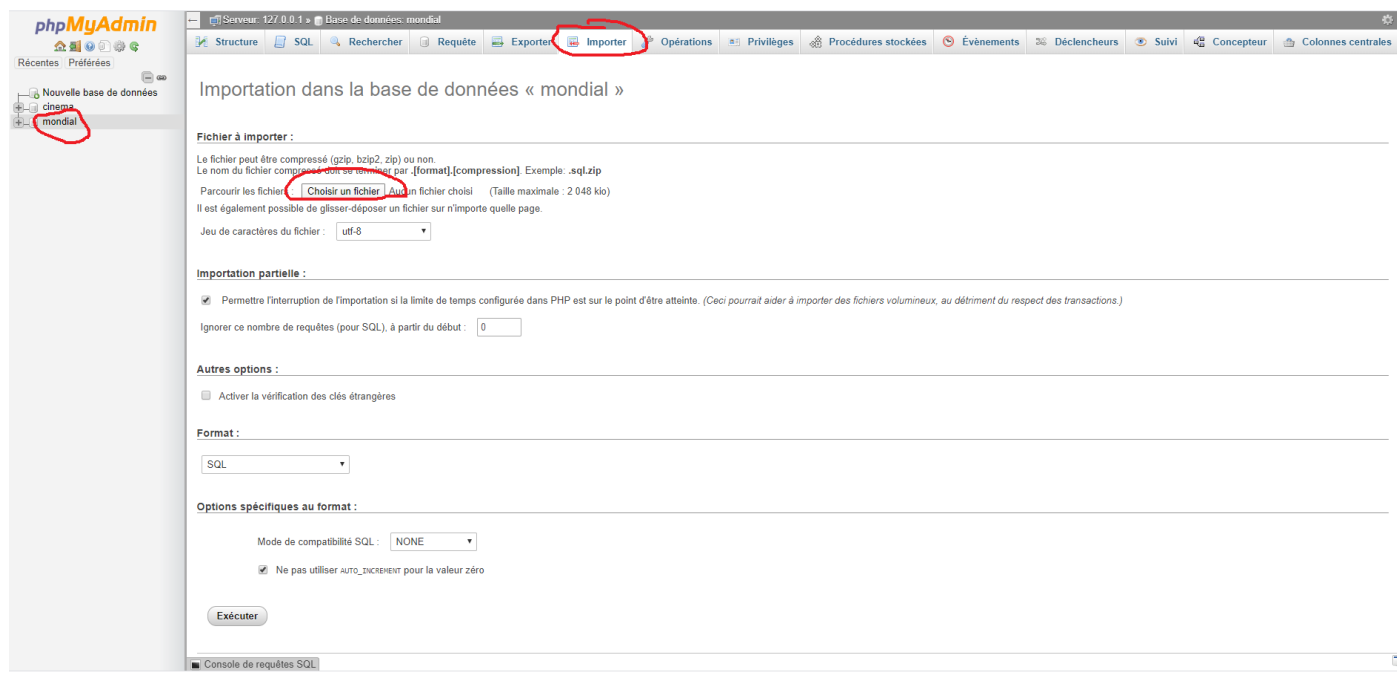 phpMyAdmin
Récentes Préférées
Nouvelle base de données
cinema
mondial
Serveur: 127.0.0.1 » Base de données: mondial
Structure SQL Rechercher Requête Exporter Importer Opérations Privilèges Procédures stockées Évènements Déclencheurs Suivi Concepteur Colonnes centrales
Importation dans la base de données « mondial »
Fichier à importer :
Le fichier peut être compressé (gzip, bzip2, zip) ou non.
Le nom du fichier compressé doit se terminer par .[format].[compression]. Exemple: .sql.zip
Parcourir les fichiers : Choisir un fichier Aucun fichier choisi (Taille maximale : 2 048 kio)
Il est également possible de glisser-déposer un fichier sur n'importe quelle page.
Jeu de caractères du fichier : utf-8
Importation partielle :
Permettre l'interruption de l'importation si la limite de temps configurée dans PHP est sur le point d'être atteinte. (Ceci pourrait aider à importer des fichiers volumineux, au détriment du respect des transactions.)
Ignorer ce nombre de requêtes (pour SQL), à partir du début : 0
Autres options :
Activer la vérification des clés étrangères
Format :
SQL
Options spécifiques au format :
Mode de compatibilité SQL : NONE
Ne pas utiliser AUTO_INCREMENT pour la valeur zéro
Exécuter
Console de requêtes SQL